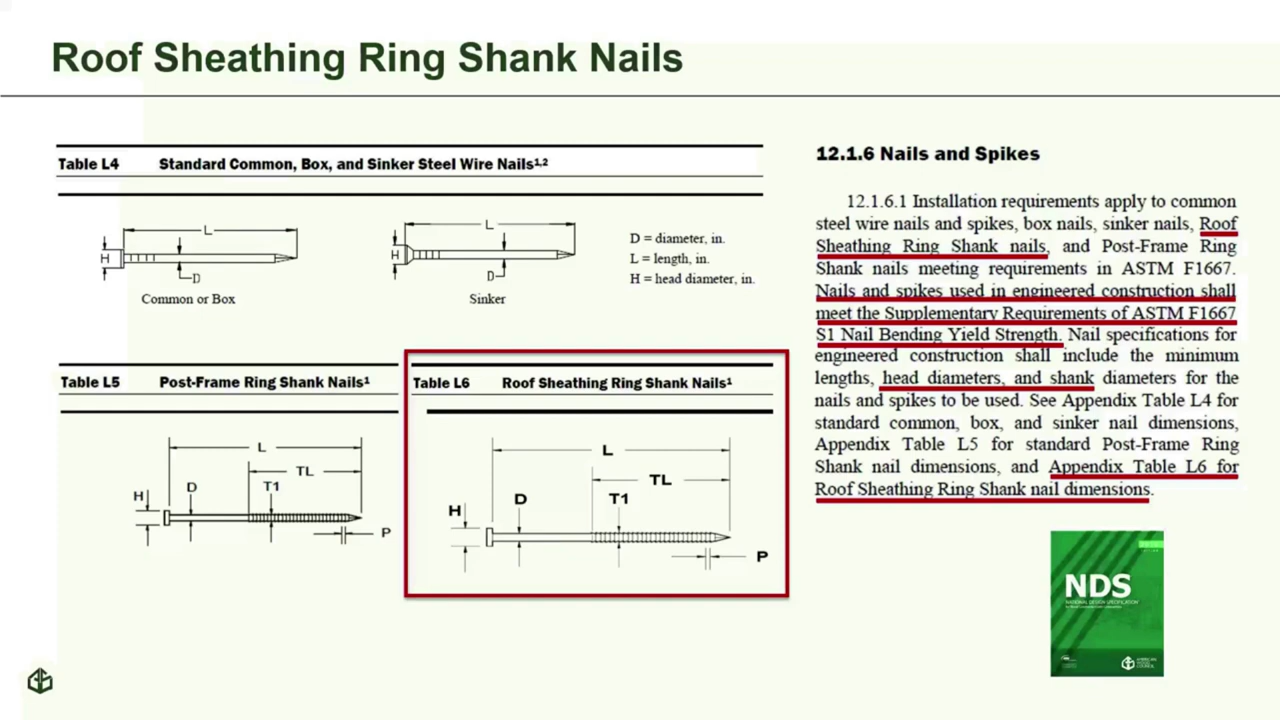 Roof Sheathing Ring Shank Nails
Table L4 Standard Common, Box, and Sinker Steel Wire Nails1,2
L
H
D
Common or Box
L
H
D
Sinker
D = diameter, in.
L = length, in.
H = head diameter, in.
Table L5 Post-Frame Ring Shank Nails1
L
TL
H
D
T1
P
Table L6 Roof Sheathing Ring Shank Nails1
L
TL
H
D
T1
P
12.1.6 Nails and Spikes
12.1.6.1 Installation requirements apply to common
steel wire nails and spikes, box nails, sinker nails, Roof
Sheathing Ring Shank nails, and Post-Frame Ring
Shank nails meeting requirements in ASTM F1667.
Nails and spikes used in engineered construction shall
meet the Supplementary Requirements of ASTM F1667
S1 Nail Bending Yield Strength. Nail specifications for
engineered construction shall include the minimum
lengths, head diameters, and shank diameters for the
nails and spikes to be used. See Appendix Table L4 for
standard common, box, and sinker nail dimensions,
Appendix Table L5 for standard Post-Frame Ring
Shank nail dimensions, and Appendix Table L6 for
Roof Sheathing Ring Shank nail dimensions.
NDS
NATIONAL DESIGN SPECIFICATION
AMERICAN
WOOD
COUNCIL